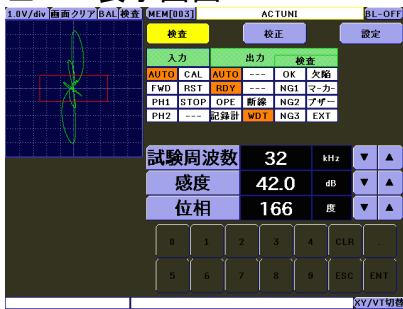 1.0V/div 画面クリア BAL 検査 [MEM[003] ACTUNI BL-OFF
検査 校正 設定
入力 出力 検査
AUTO CAL AUTO --- OK 欠陥
FWD RST RDY --- NG1 マーカー
PH1 STOP OPE 断線 NG2 ブザー
PH2 --- 記録計 WDT NG3 EXT
試験周波数 32 kHz ▼ ▲
感度 42.0 dB ▼ ▲
位相 166 度 ▼ ▲
0 1 2 3 4 CLR .
5 6 7 8 9 ESC ENT
XY/VT切替